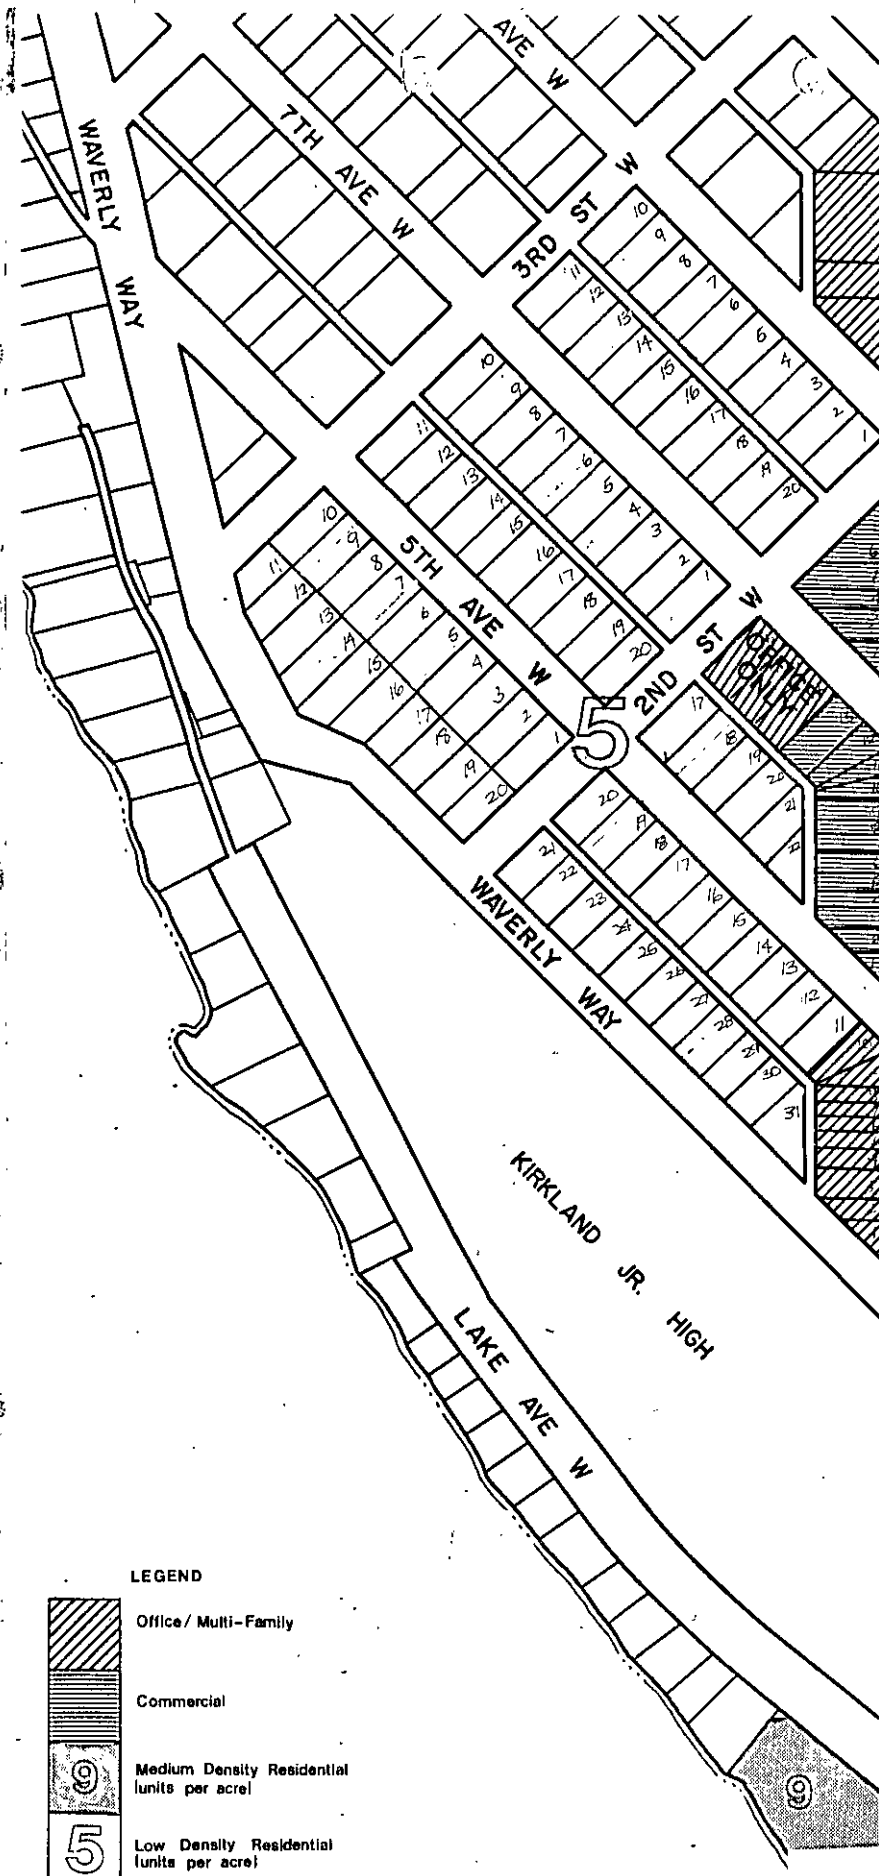 AVE W
WAVERLY WAY
7TH AVE W
3RD ST W
10 9 8 7 6 5 4 3 2 1
11 12 13 14 15 16 17 18 19 20
10 9 8 7 6 5 4 3 2 1
11 12 13 14 15 16 17 18 19 20
5TH AVE W
10 9 8 7 6 5 4 3 2 1
11 12 13 14 15 16 17 18 19 20
2ND ST W
OFFICE ONLY
5
17 18 19 20 21 22
20 19 18 17 16 15 14 13 12 11
21 22 23 24 25 26 27 28 29 30 31
WAVERLY WAY
KIRKLAND JR. HIGH
LAKE AVE W
LEGEND
Office/Multi-Family
Commercial
9
Medium Density Residential
(units per acre)
9
5
Low Density Residential
(units per acre)